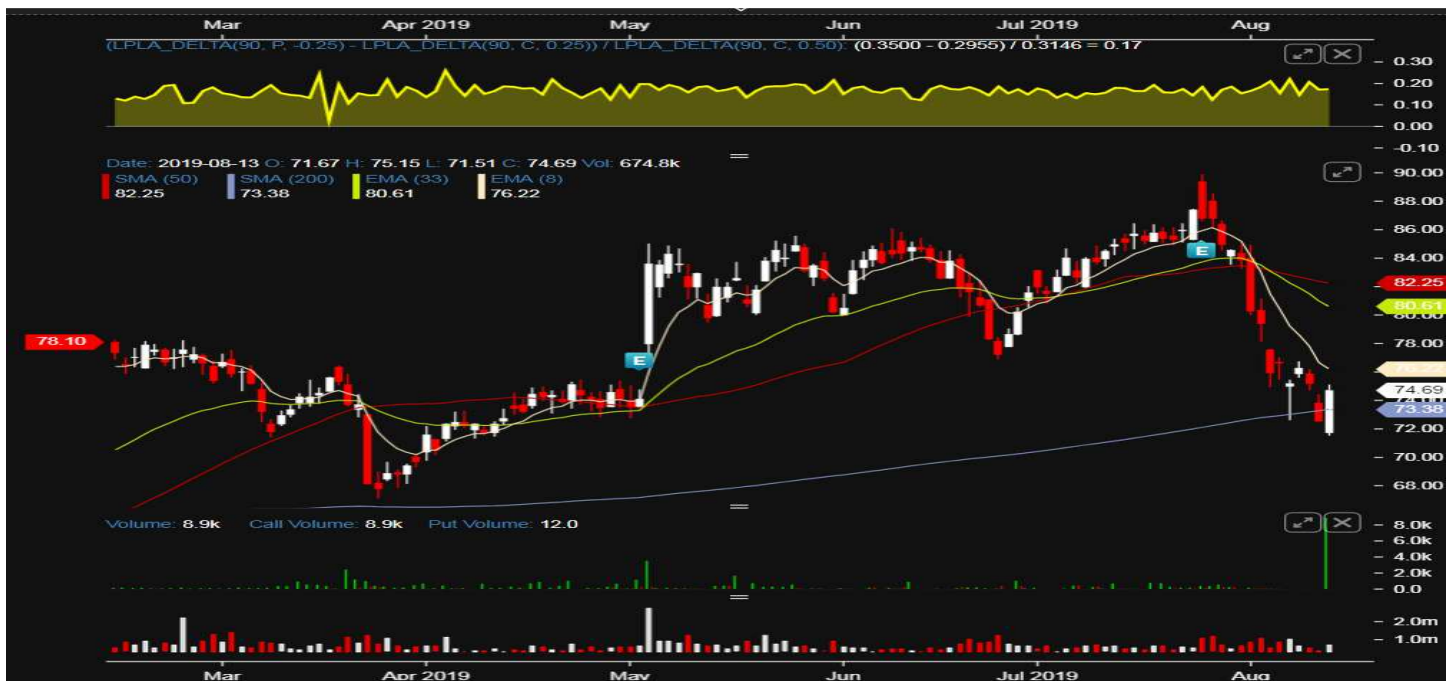 Mar Apr 2019 May Jun Jul 2019 Aug
(LPLA_DELTA(90, P, -0.25) - LPLA_DELTA(90, C, 0.25)) / LPLA_DELTA(90, C, 0.50): (0.3500 - 0.2955) / 0.3146 = 0.17
0.30
0.20
0.10
0.00
-0.10
Date: 2019-08-13 O: 71.67 H: 75.15 L: 71.51 C: 74.69 Vol: 674.8k
SMA (50) SMA (200) EMA (33) EMA (8)
82.25 73.38 80.61 76.22
90.00
88.00
86.00
84.00
E
82.25
80.61
80.00
78.10
78.00
E
76.22
74.69
74.00
73.38
72.00
70.00
68.00
Volume: 8.9k Call Volume: 8.9k Put Volume: 12.0
8.0k
6.0k
4.0k
2.0k
0.0
2.0m
1.0m
Mar Apr 2019 May Jun Jul 2019 Aug